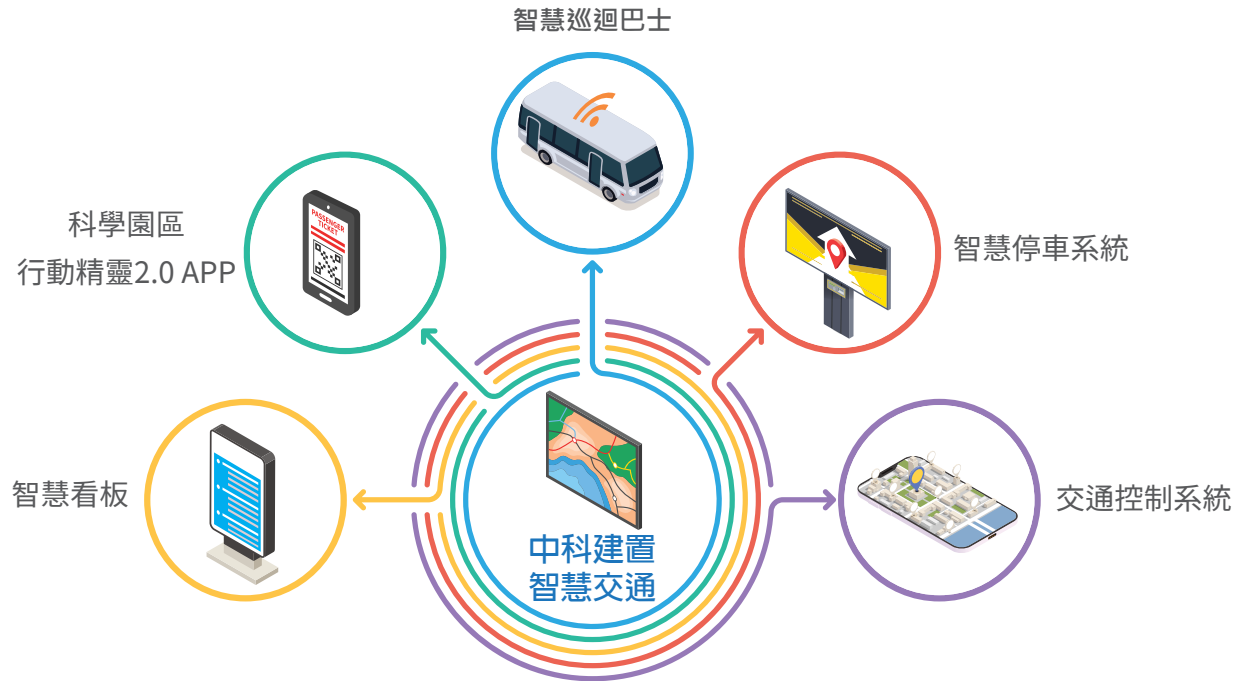 智慧巡迴巴士
科學園區
行動精靈2.0 APP
PASSENGER
TICKET
智慧停車系統
智慧看板
交通控制系統
中科建置
智慧交通